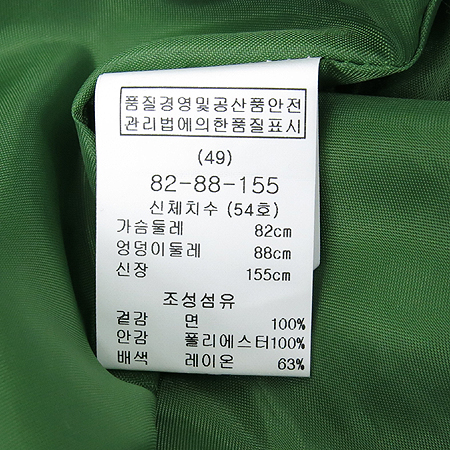 품질경영및공산품안전
관리법에의한품질표시
(49)
82-88-155
신체치수 (54호)
가슴둘레 82cm
엉덩이둘레 88cm
신장 155cm
조성섬유
겉감 면 100%
안감 폴리에스터100%
배색 레이온 63%